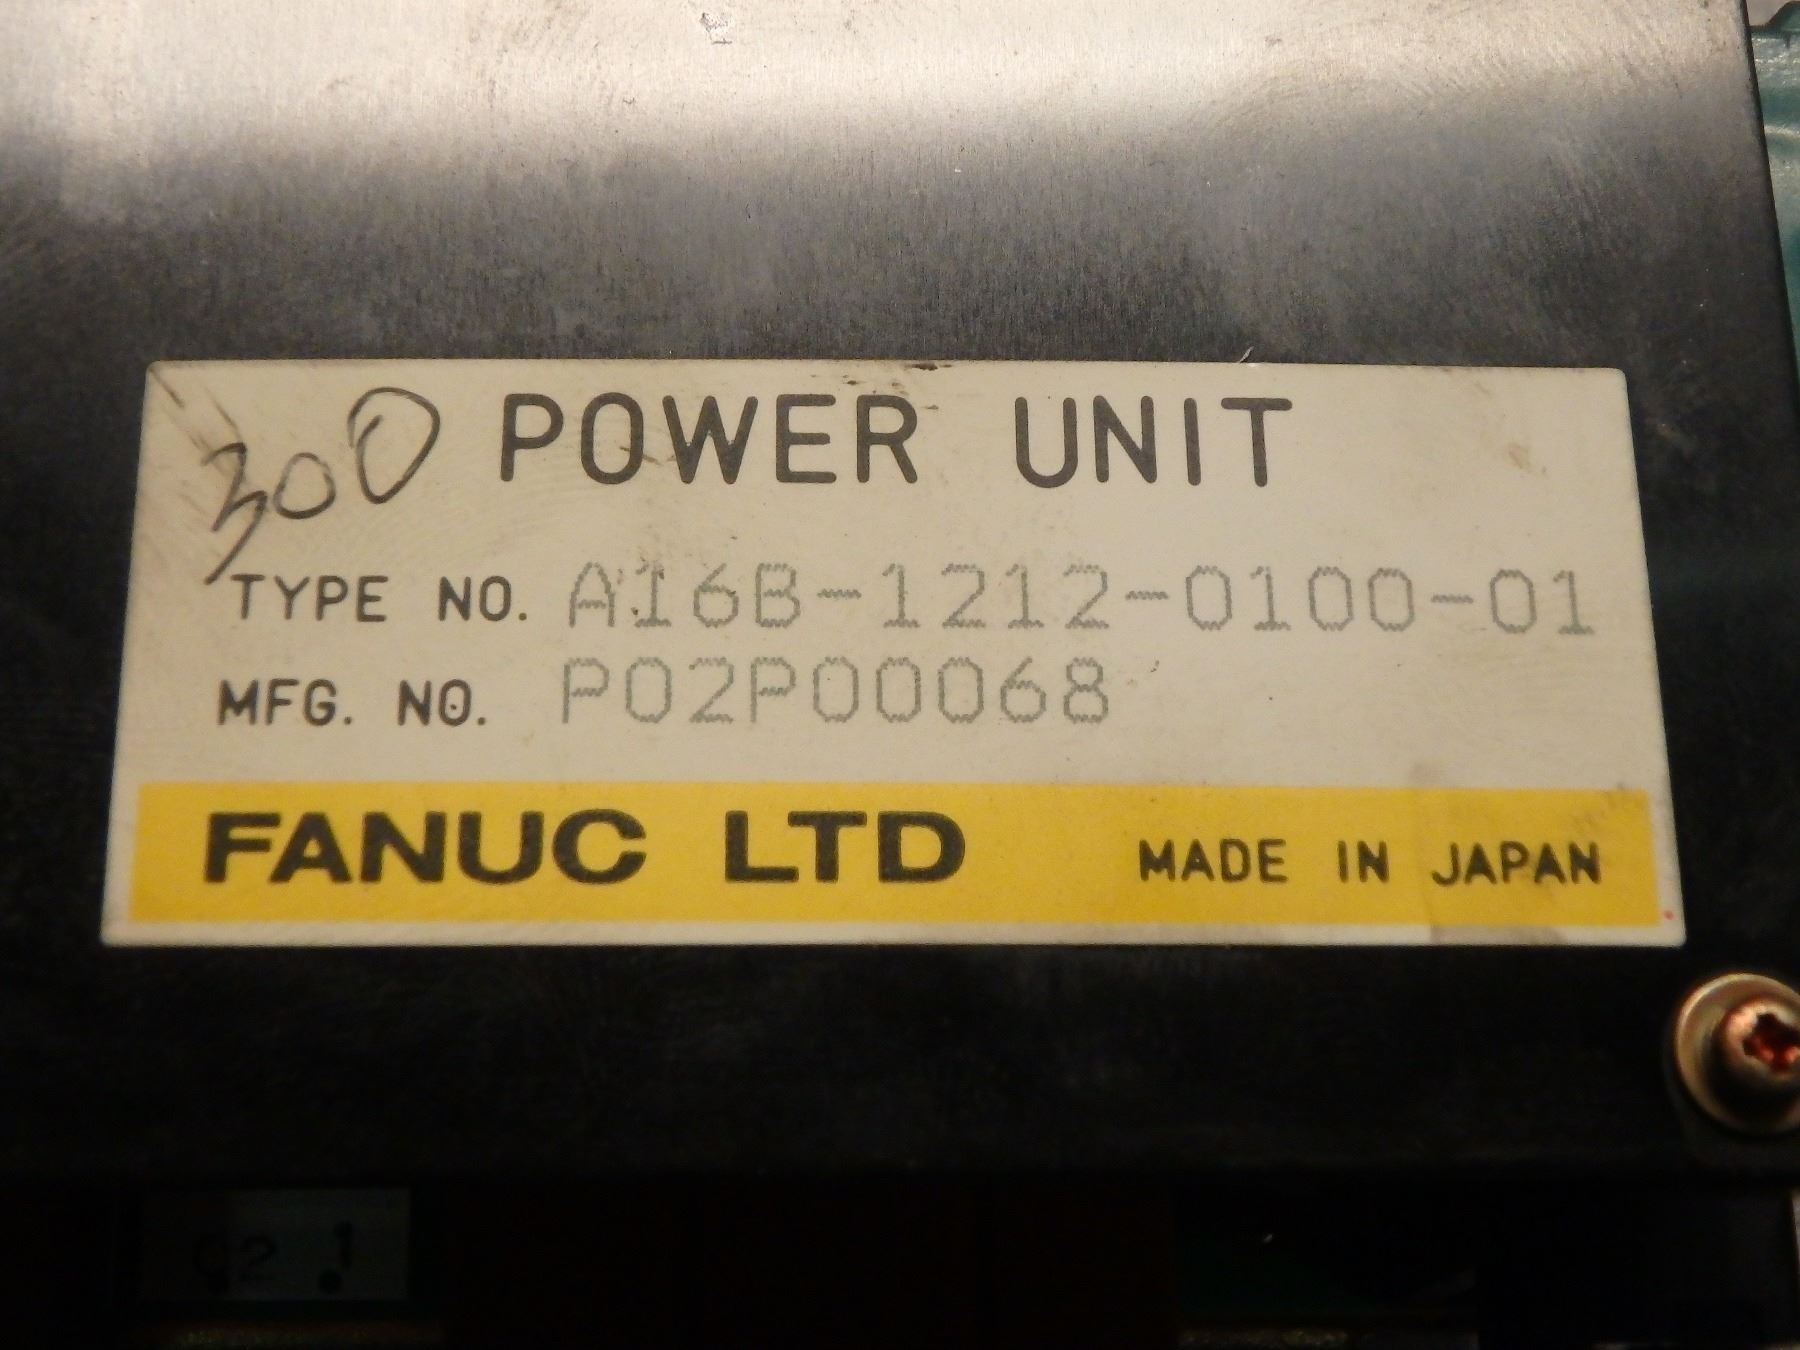 300
POWER UNIT
TYPE NO. A16B-1212-0100-01
MFG. NO. P02P00068
FANUC LTD MADE IN JAPAN